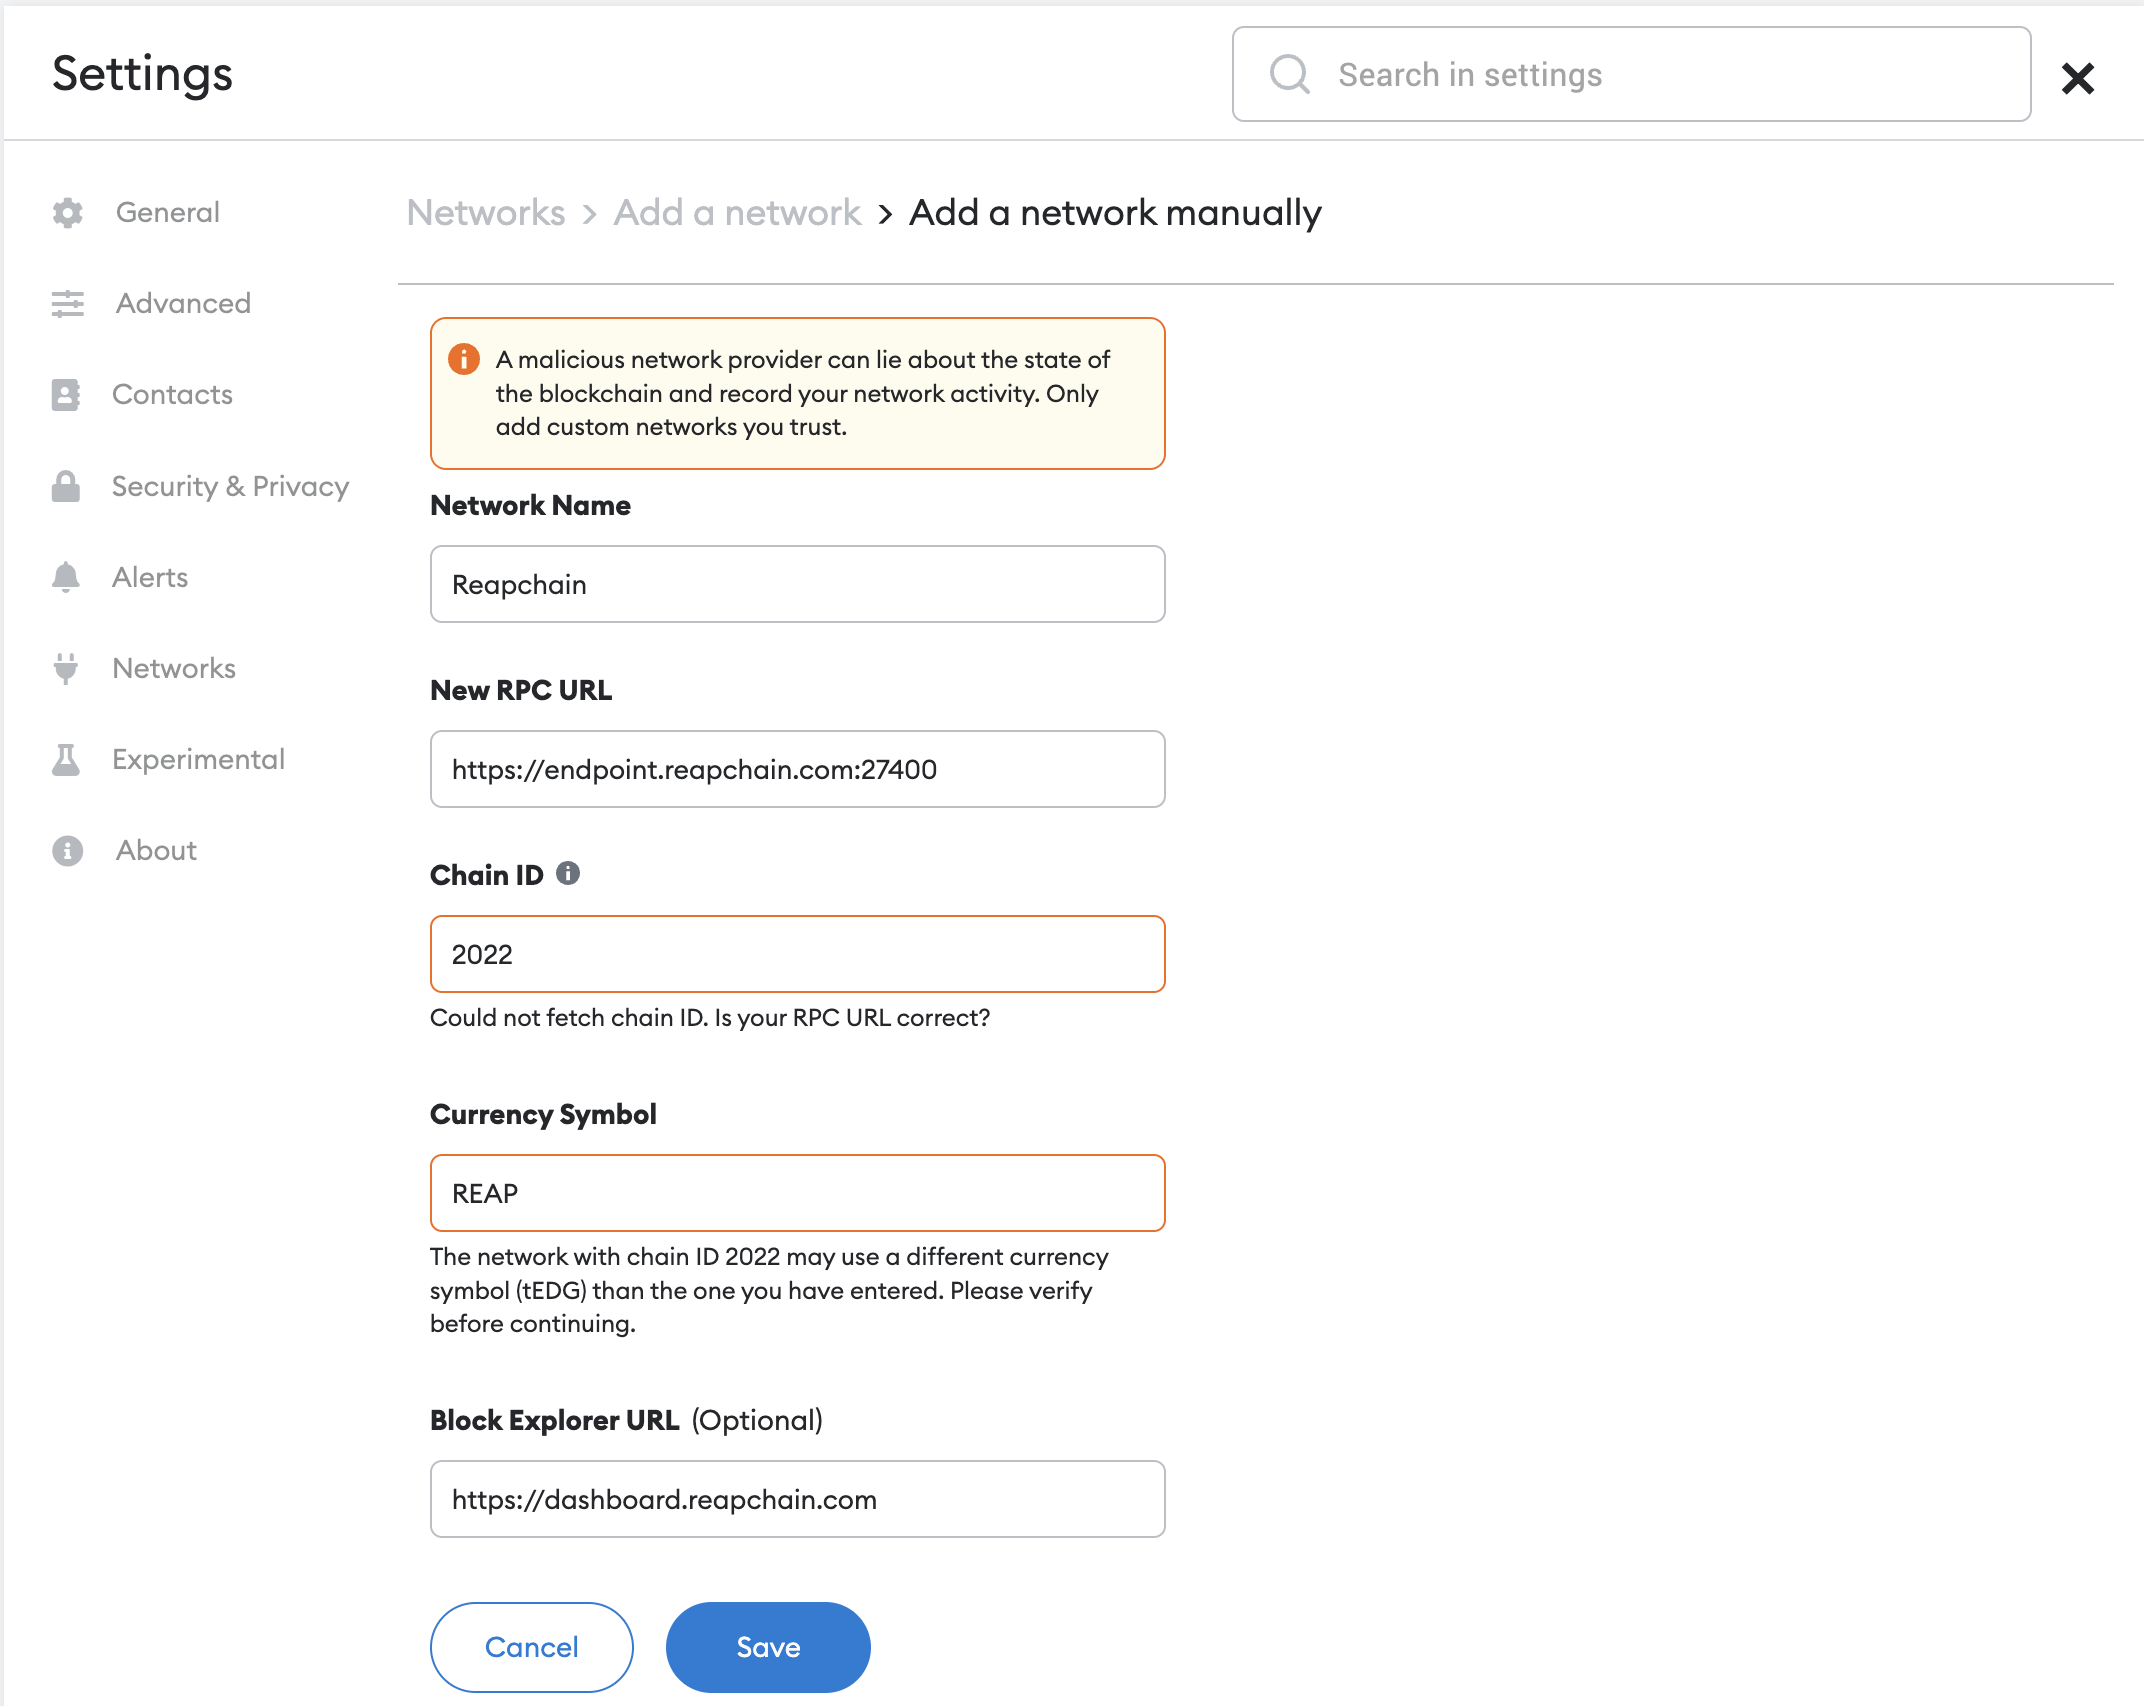 Settings
Search in settings
General
Advanced
Contacts
Security & Privacy
Alerts
Networks
Experimental
About
Networks > Add a network > Add a network manually
A malicious network provider can lie about the state of
the blockchain and record your network activity. Only
add custom networks you trust.
Network Name
Reapchain
New RPC URL
https://endpoint.reapchain.com:27400
Chain ID
2022
Could not fetch chain ID. Is your RPC URL correct?
Currency Symbol
REAP
The network with chain ID 2022 may use a different currency
symbol (tEDG) than the one you have entered. Please verify
before continuing.
Block Explorer URL (Optional)
https://dashboard.reapchain.com
Cancel
Save